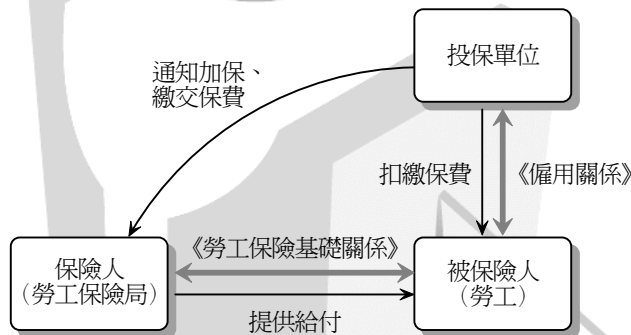 投保單位
通知加保、
繳交保費
扣繳保費
《僱用關係》
《勞工保險基礎關係》
保險人
（勞工保險局）
被保險人
（勞工）
提供給付